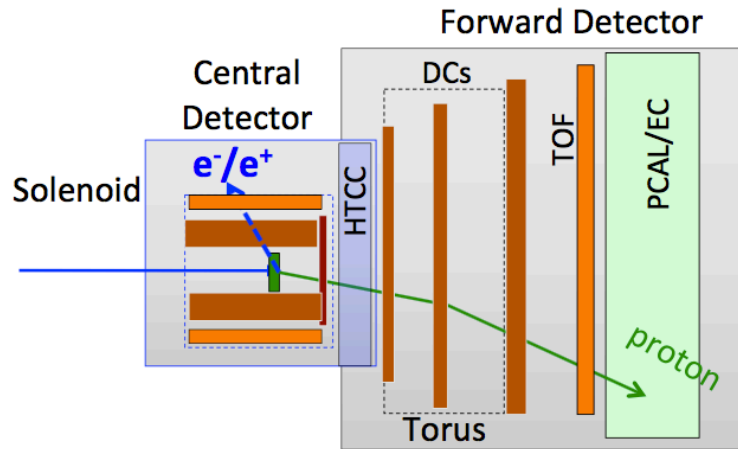 Forward Detector
Central
Detector
DCs
e⁻/e⁺
Solenoid
HTCC
TOF
PCAL/EC
proton
Torus